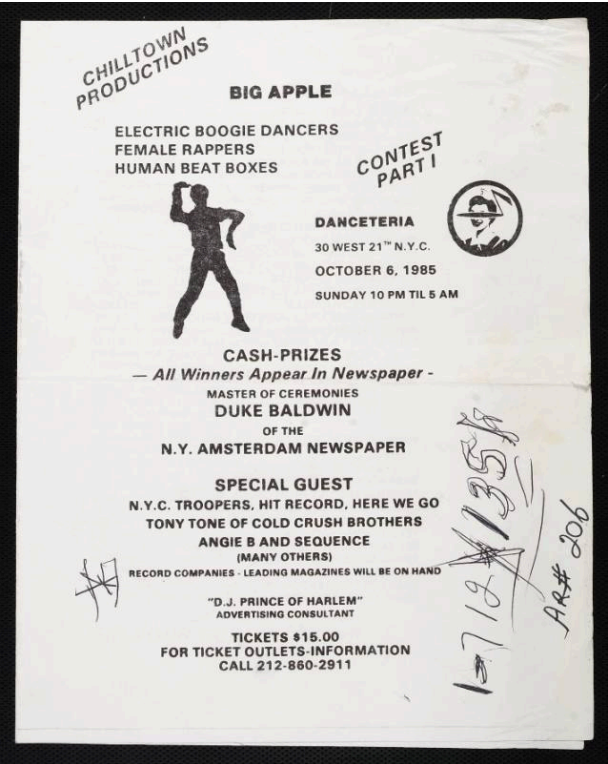 CHILLTOWN
PRODUCTIONS
BIG APPLE
ELECTRIC BOOGIE DANCERS
FEMALE RAPPERS
HUMAN BEAT BOXES
CONTEST
PART I
DANCETERIA
30 WEST 21TH N.Y.C.
OCTOBER 6, 1985
SUNDAY 10 PM TIL 5 AM
CASH-PRIZES
— All Winners Appear In Newspaper -
MASTER OF CEREMONIES
DUKE BALDWIN
OF THE
N.Y. AMSTERDAM NEWSPAPER
SPECIAL GUEST
N.Y.C. TROOPERS, HIT RECORD, HERE WE GO
TONY TONE OF COLD CRUSH BROTHERS
ANGIE B AND SEQUENCE
(MANY OTHERS)
RECORD COMPANIES - LEADING MAGAZINES WILL BE ON HAND
"D.J. PRINCE OF HARLEM"
ADVERTISING CONSULTANT
TICKETS $15.00
FOR TICKET OUTLETS-INFORMATION
CALL 212-860-2911
AR# 206